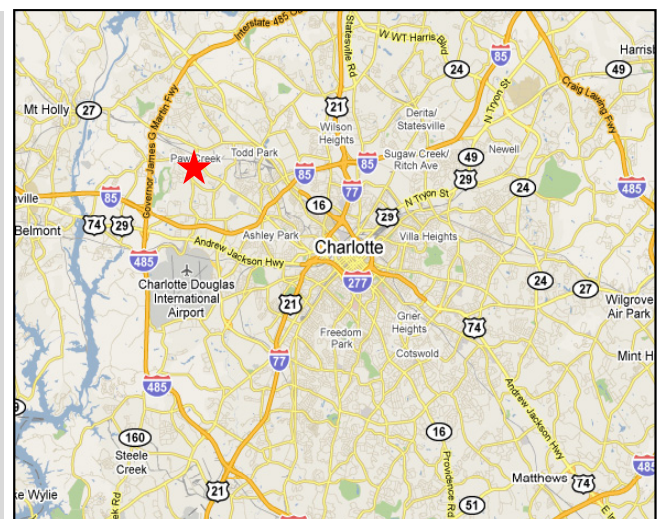 Interstate 485
Statesville Rd
W WT Harris Blvd
85
Harris
24
49
Mt Holly
27
21
Craig Lawing Fwy
N Tryon St
Governor James G Martin Fwy
Derita/
Statesville
Wilson
Heights
Paw Creek
Todd Park
85
85
Sugaw Creek/
Ritch Ave
49
Newell
29
77
24
485
ville
85
16
N Tryon St
29
74
29
Belmont
Ashley Park
Charlotte
Villa Heights
Andrew Jackson Hwy
485
277
24
27
Charlotte Douglas
International
Airport
21
Wilgrove
Air Park
Grier
Heights
74
Freedom
Park
Cotswold
77
Mint H
485
Andrew Jackson Hwy
16
160
Steele
Creek
Providence Rd
485
Matthews
74
21
ke Wylie
ek Rd
51